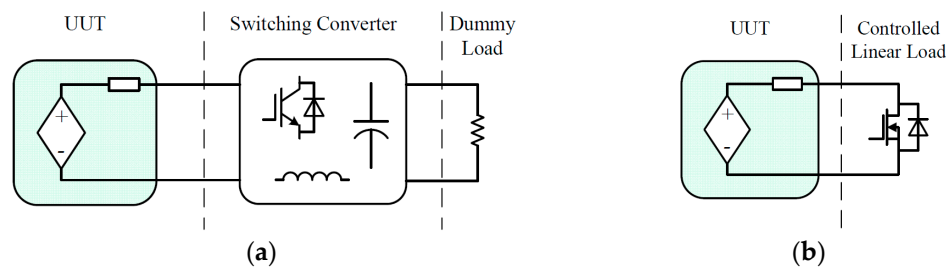 UUT
Switching Converter
Dummy
Load
+
-
(a)
UUT
Controlled
Linear Load
+
-
(b)